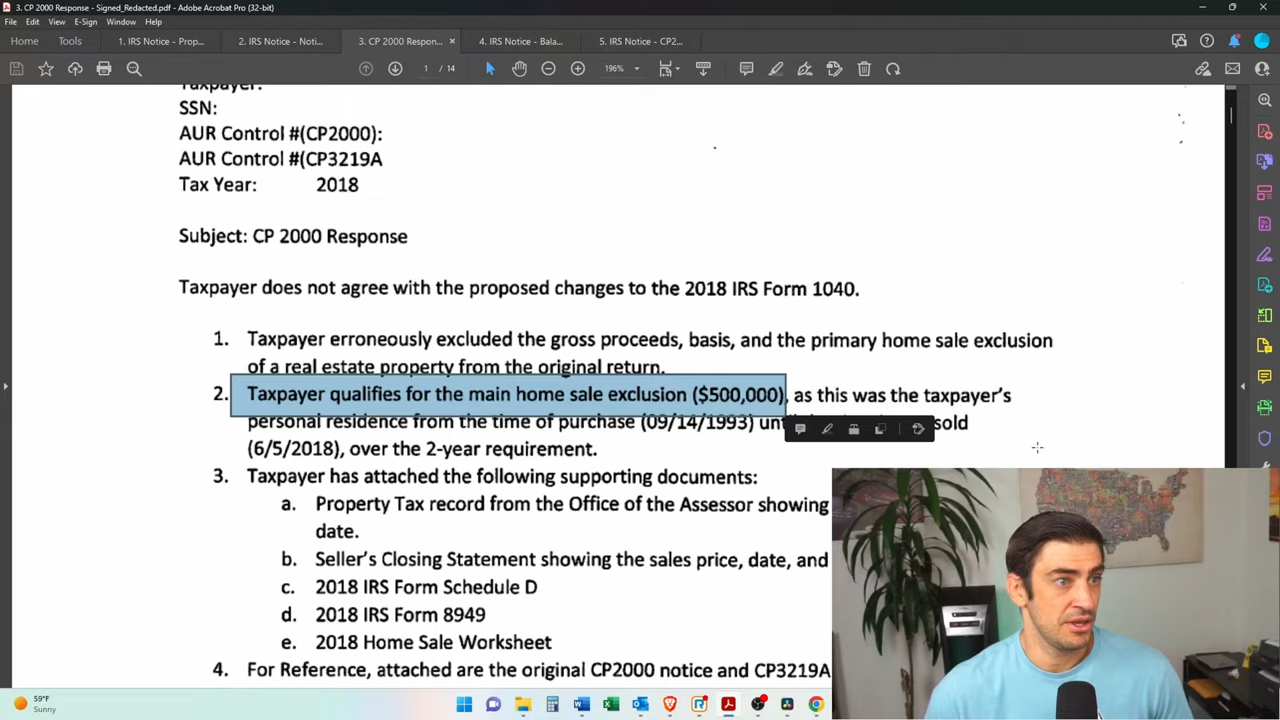 3. CP 2000 Response - Signed_Redacted.pdf - Adobe Acrobat Pro (32-bit)
File Edit View E-Sign Window Help
Home Tools 1. IRS Notice - Prop... 2. IRS Notice - Noti... 3. CP 2000 Respon... 4. IRS Notice - Bala... 5. IRS Notice - CP2...
1 / 14 196%
Taxpayer:
SSN:
AUR Control #(CP2000):
AUR Control #(CP3219A
Tax Year: 2018
Subject: CP 2000 Response
Taxpayer does not agree with the proposed changes to the 2018 IRS Form 1040.
1. Taxpayer erroneously excluded the gross proceeds, basis, and the primary home sale exclusion
of a real estate property from the original return.
2. Taxpayer qualifies for the main home sale exclusion ($500,000), as this was the taxpayer's
personal residence from the time of purchase (09/14/1993) sold
(6/5/2018), over the 2-year requirement.
3. Taxpayer has attached the following supporting documents:
a. Property Tax record from the Office of the Assessor showing
date.
b. Seller's Closing Statement showing the sales price, date, and
c. 2018 IRS Form Schedule D
d. 2018 IRS Form 8949
e. 2018 Home Sale Worksheet
4. For Reference, attached are the original CP2000 notice and CP3219A
59°F
Sunny